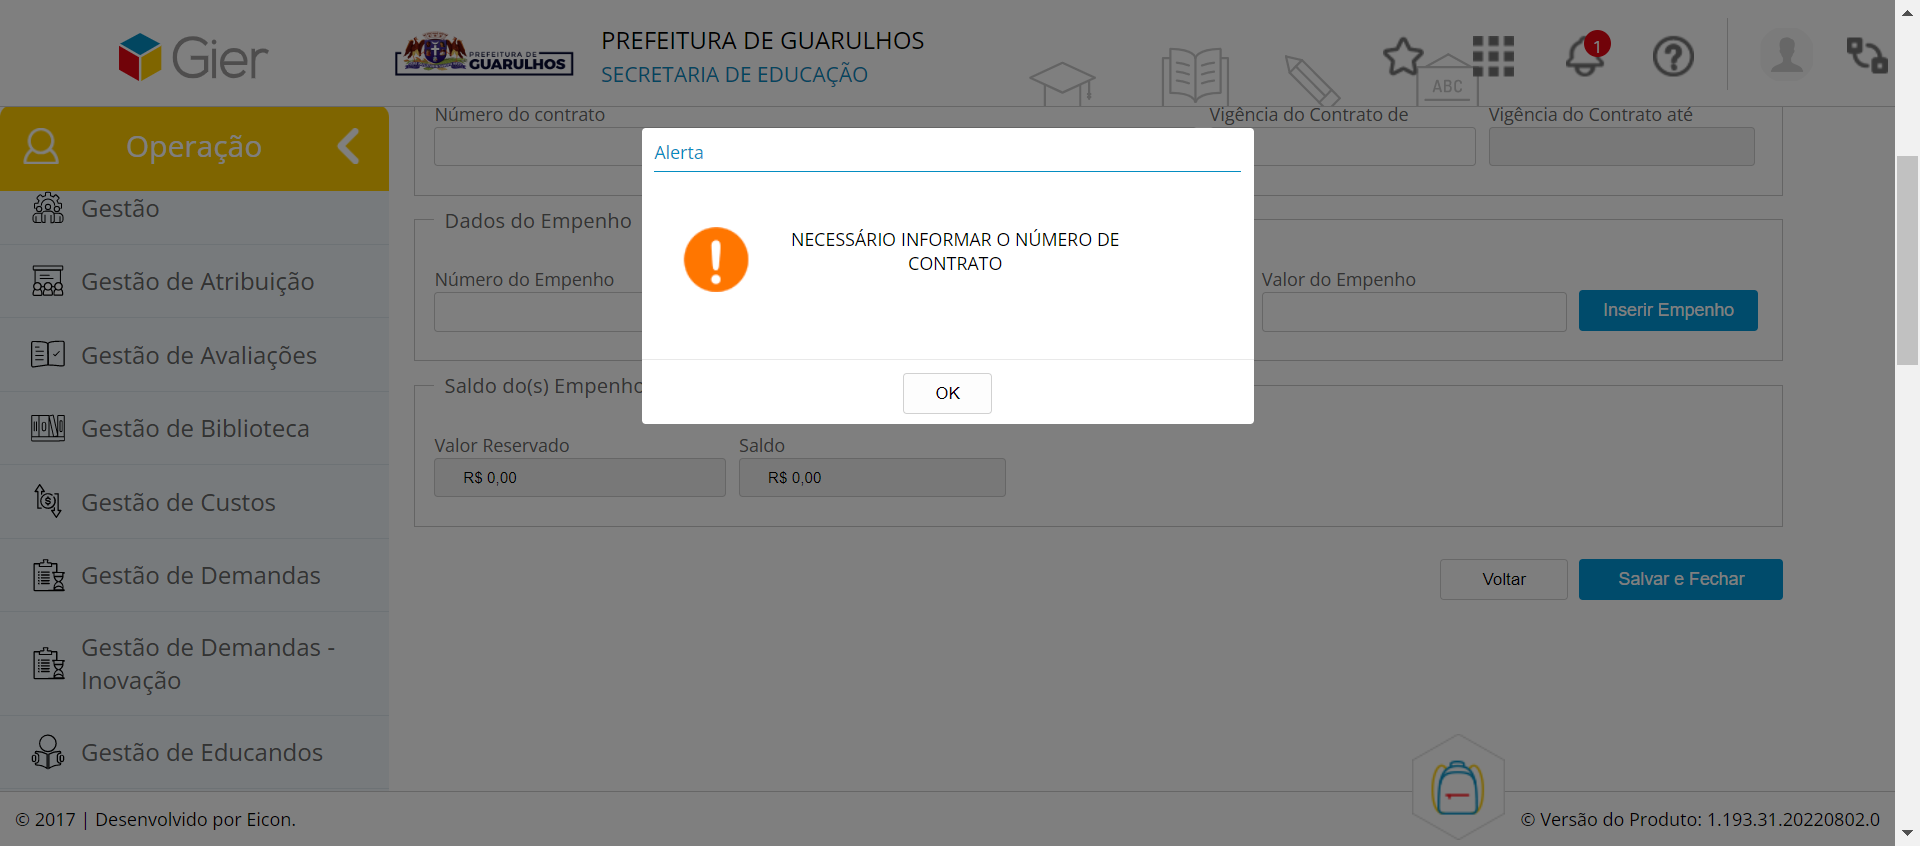 Gier
PREFEITURA DE
GUARULHOS
PREFEITURA DE GUARULHOS
SECRETARIA DE EDUCAÇÃO
ABC
1
Operação
Gestão
Gestão de Atribuição
Gestão de Avaliações
Gestão de Biblioteca
Gestão de Custos
Gestão de Demandas
Gestão de Demandas -
Inovação
Gestão de Educandos
Número do contrato
Vigência do Contrato de
Vigência do Contrato até
Alerta
NECESSÁRIO INFORMAR O NÚMERO DE
CONTRATO
OK
Dados do Empenho
Número do Empenho
Valor do Empenho
Inserir Empenho
Saldo do(s) Empenho
Valor Reservado
Saldo
R$ 0,00
R$ 0,00
Voltar
Salvar e Fechar
© 2017 | Desenvolvido por Eicon.
© Versão do Produto: 1.193.31.20220802.0